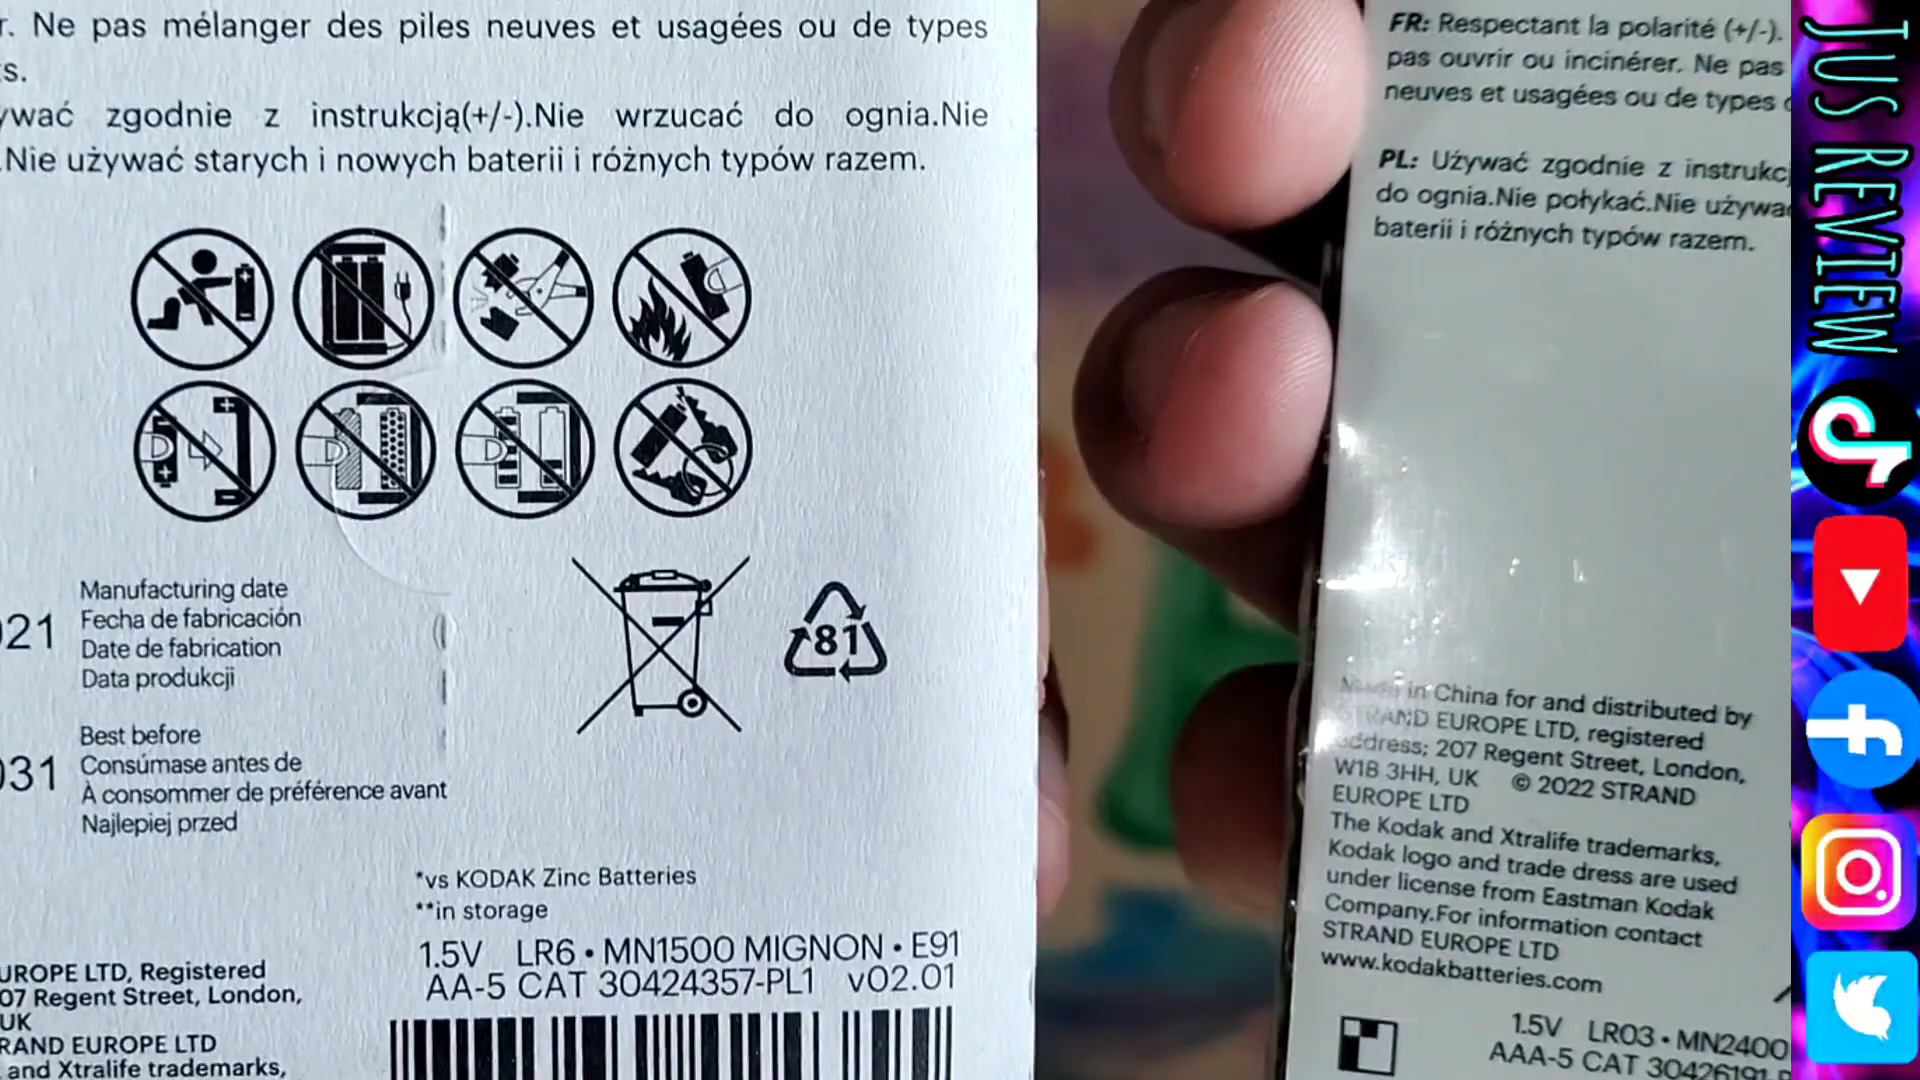 r. Ne pas mélanger des piles neuves et usagées ou de types
s.
ywać zgodnie z instrukcją(+/-).Nie wrzucać do ognia.Nie
.Nie używać starych i nowych baterii i różnych typów razem.
021
Manufacturing date
Fecha de fabricación
Date de fabrication
Data produkcji
031
Best before
Consúmase antes de
À consommer de préférence avant
Najlepiej przed
81
*vs KODAK Zinc Batteries
**in storage
1.5V LR6 • MN1500 MIGNON • E91
AA-5 CAT 30424357-PL1 v02.01
UROPE LTD, Registered
07 Regent Street, London,
UK
RAND EUROPE LTD
and Xtralife trademarks,
FR: Respectant la polarité (+/-).
pas ouvrir ou incinérer. Ne pas
neuves et usagées ou de types
PL: Używać zgodnie z instrukcj
do ognia.Nie połykać.Nie używa
baterii i różnych typów razem.
Made in China for and distributed by
STRAND EUROPE LTD, registered
address; 207 Regent Street, London,
W1B 3HH, UK © 2022 STRAND
EUROPE LTD
The Kodak and Xtralife trademarks,
Kodak logo and trade dress are used
under license from Eastman Kodak
Company.For information contact
STRAND EUROPE LTD
www.kodakbatteries.com
1.5V LR03 • MN2400
AAA-5 CAT 30426191
JUS REVIEW